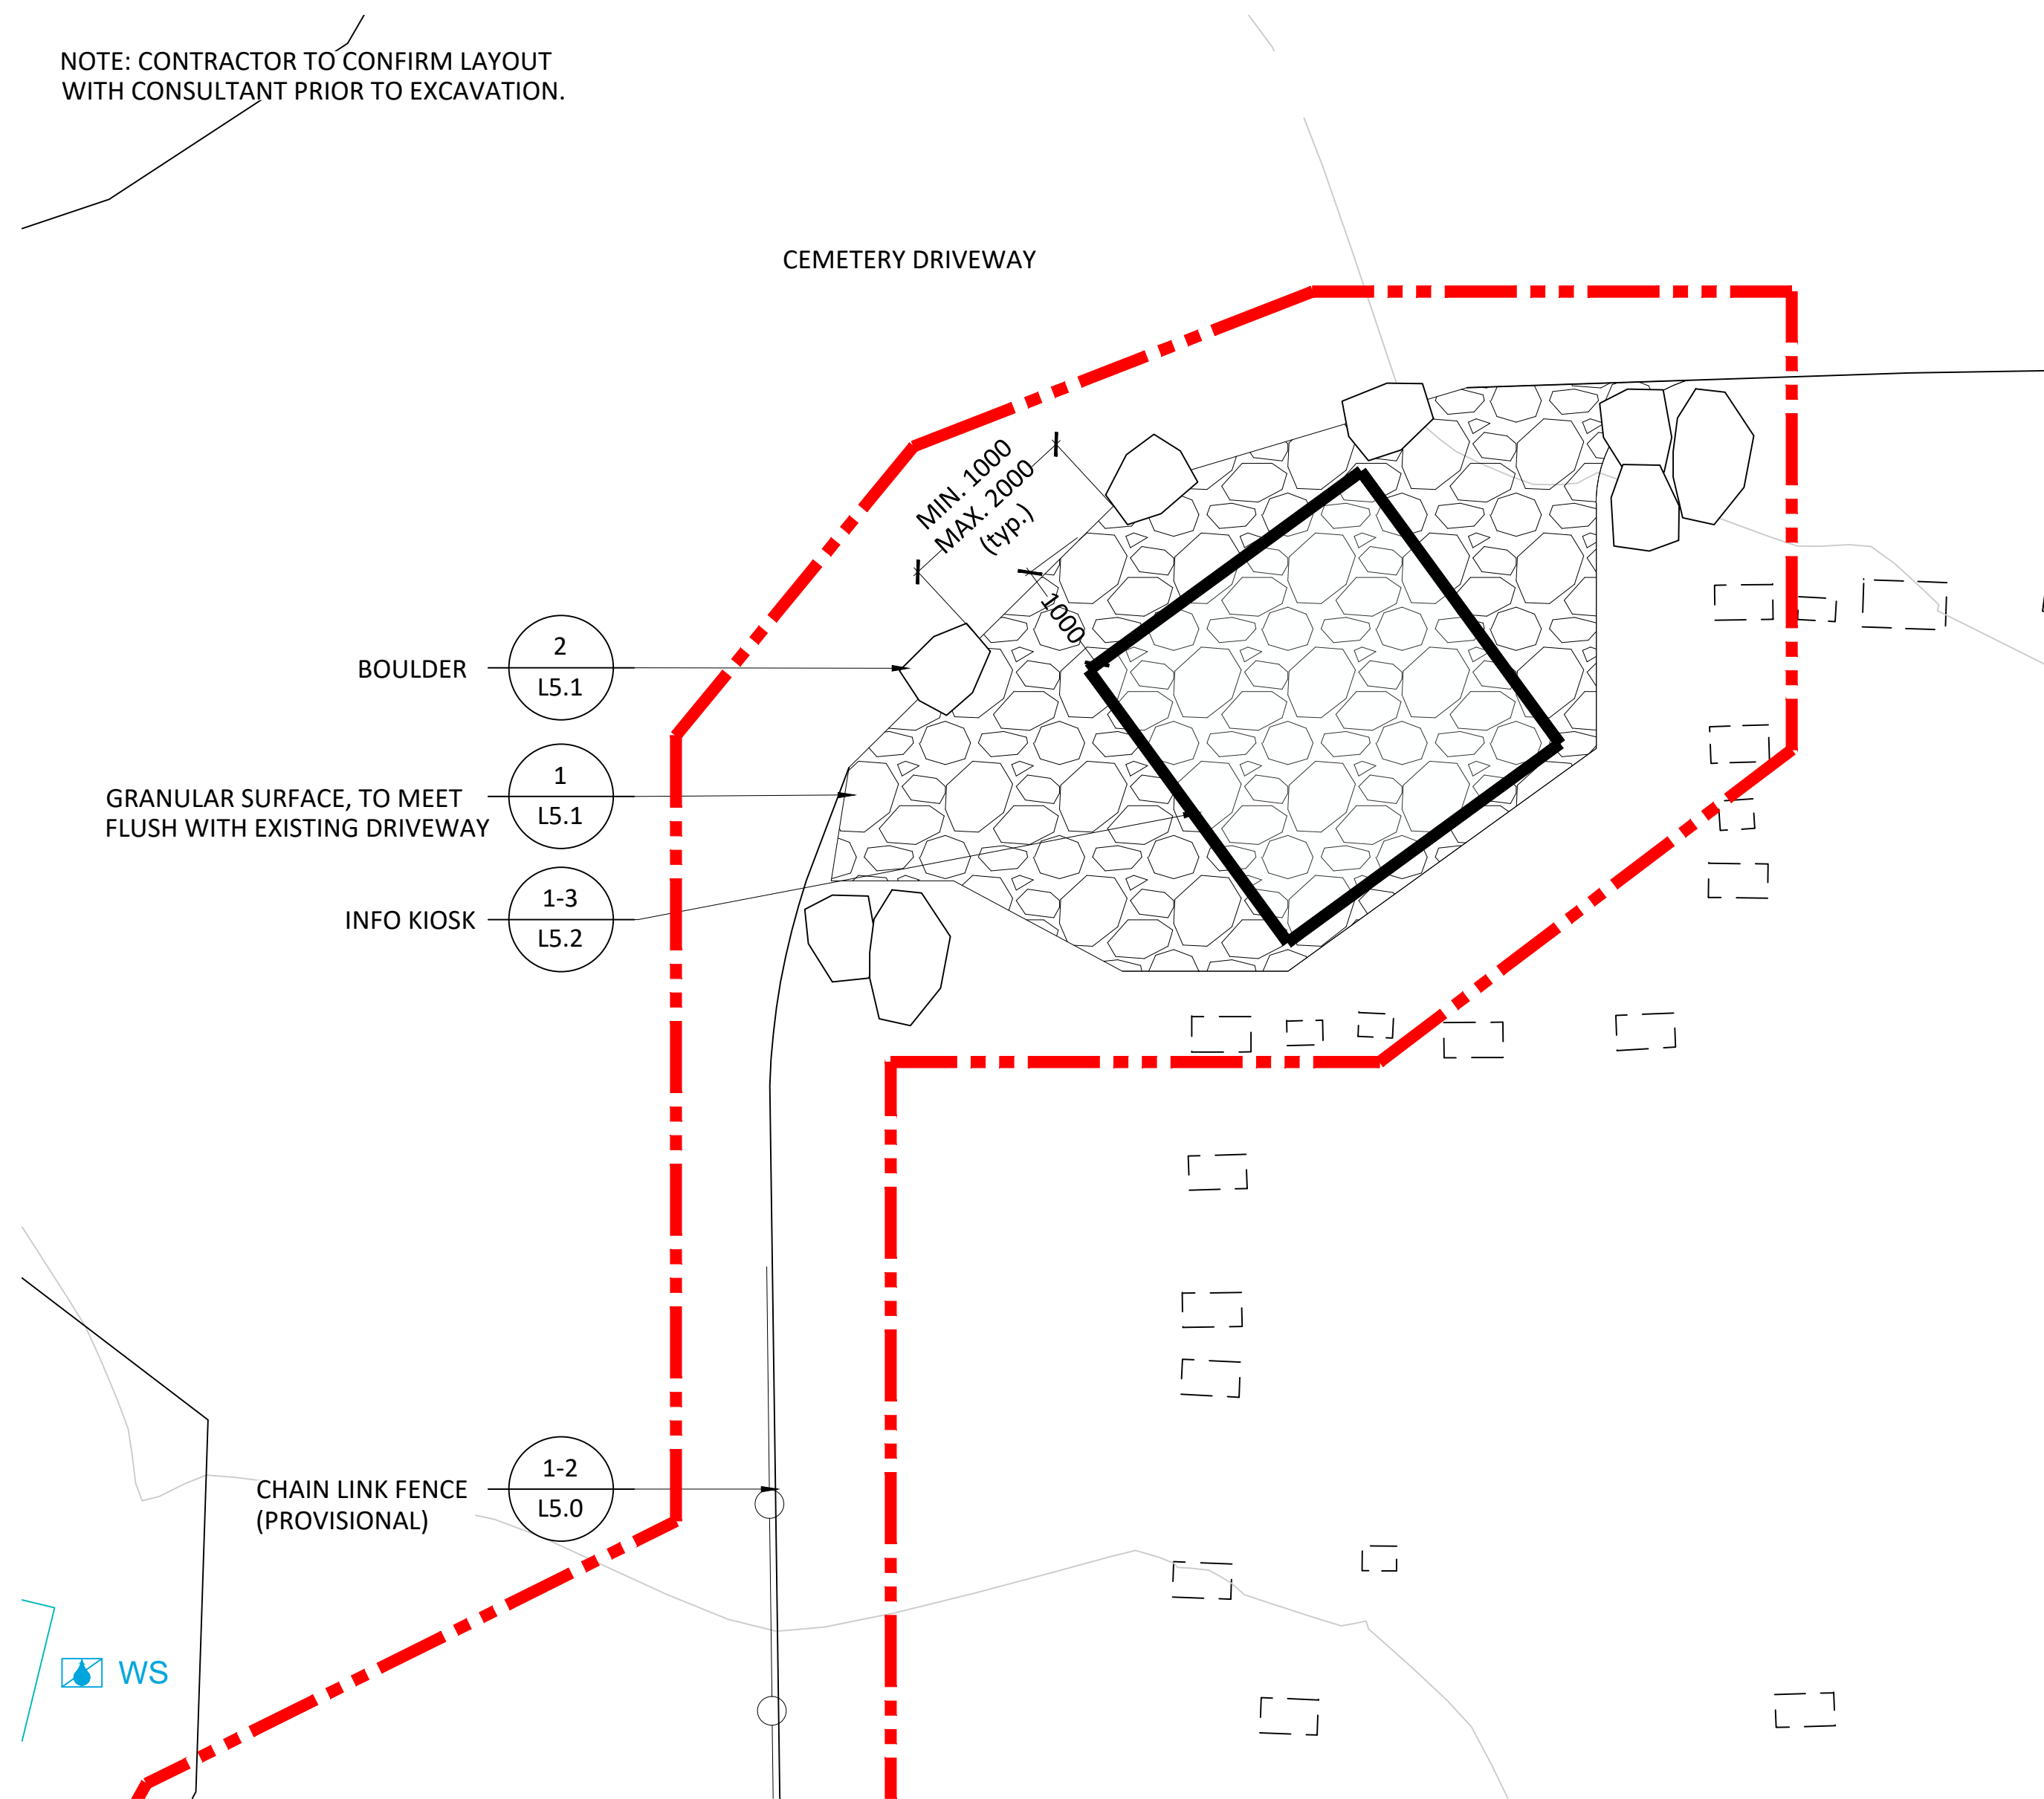 NOTE: CONTRACTOR TO CONFIRM LAYOUT
WITH CONSULTANT PRIOR TO EXCAVATION.
CEMETERY DRIVEWAY
MIN. 1000
MAX. 2000
(typ.)
1000
BOULDER
2
L5.1
GRANULAR SURFACE, TO MEET
FLUSH WITH EXISTING DRIVEWAY
1
L5.1
INFO KIOSK
1-3
L5.2
CHAIN LINK FENCE
(PROVISIONAL)
1-2
L5.0
WS